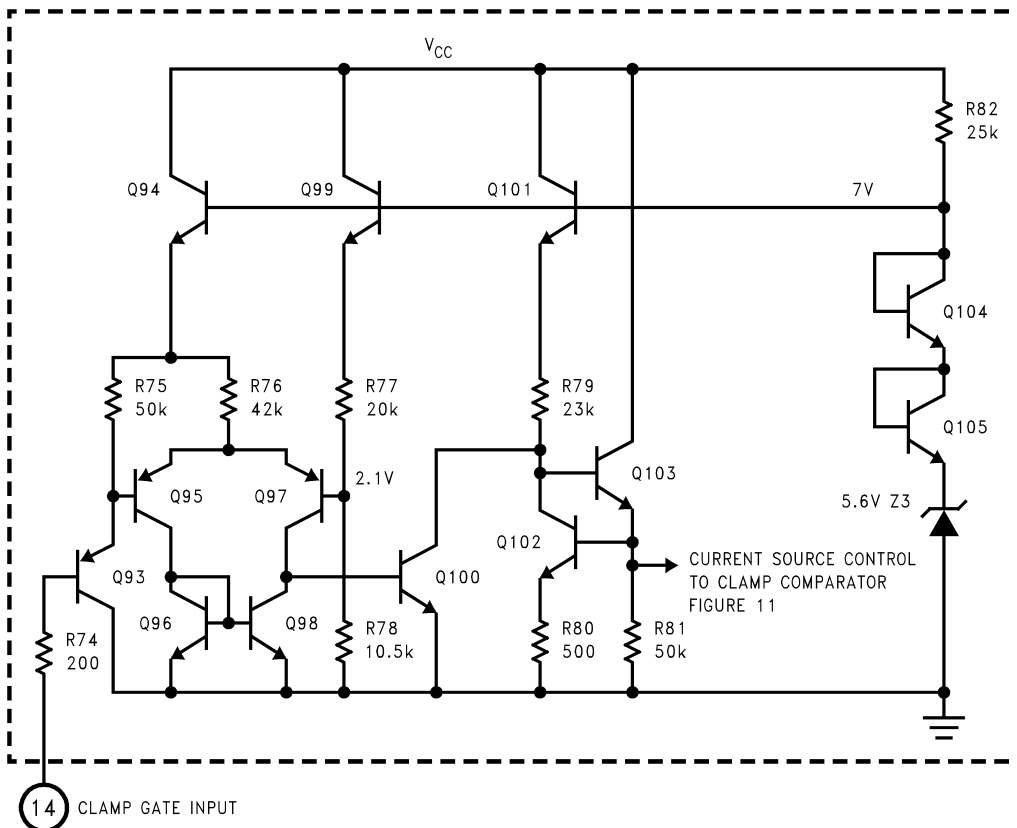 VCC
R82
25k
Q94
Q99
Q101
7V
Q104
R75
50k
R76
42k
R77
20k
R79
23k
Q105
Q95
Q97
2.1V
Q103
5.6V Z3
Q93
Q100
Q102
CURRENT SOURCE CONTROL
TO CLAMP COMPARATOR
FIGURE 11
Q96
Q98
R74
200
R78
10.5k
R80
500
R81
50k
14 CLAMP GATE INPUT